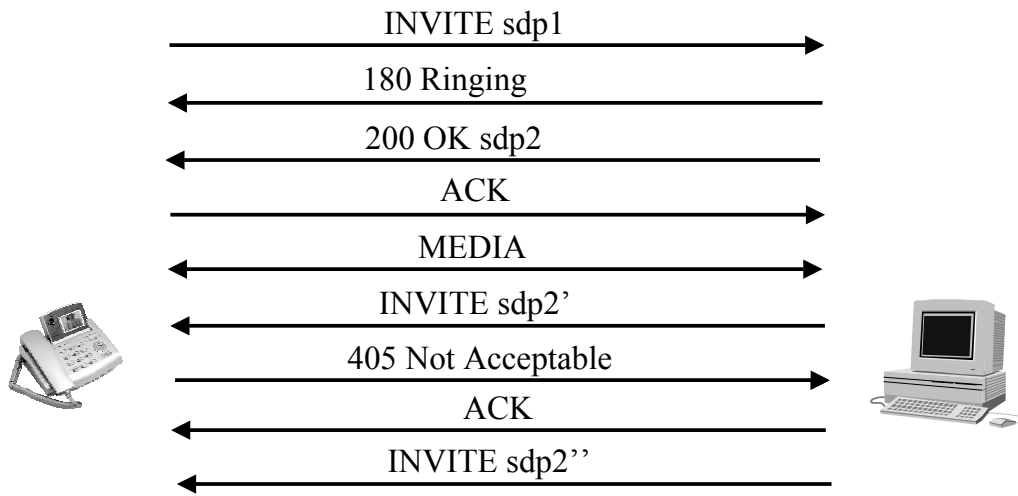 INVITE sdp1
180 Ringing
200 OK sdp2
ACK
MEDIA
INVITE sdp2’
405 Not Acceptable
ACK
INVITE sdp2’’